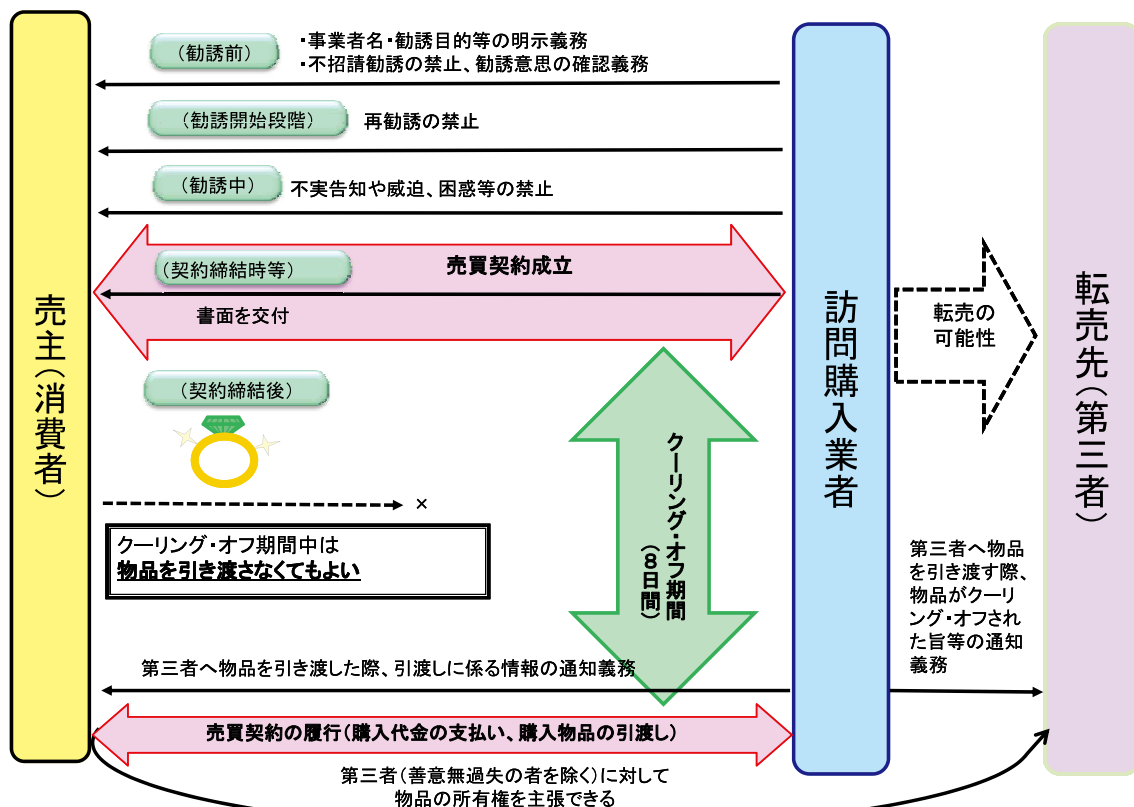 売主（消費者）
（勧誘前）
・事業者名・勧誘目的等の明示義務
・不招請勧誘の禁止、勧誘意思の確認義務
（勧誘開始段階）
再勧誘の禁止
（勧誘中）
不実告知や威迫、困惑等の禁止
（契約締結時等）
売買契約成立
書面を交付
（契約締結後）
×
クーリング・オフ期間中は
物品を引き渡さなくてもよい
クーリング・オフ期間
（８日間）
訪問購入業者
転売の
可能性
転売先（第三者）
第三者へ物品
を引き渡す際、
物品がクーリ
ング・オフされ
た旨等の通知
義務
第三者へ物品を引き渡した際、引渡しに係る情報の通知義務
売買契約の履行（購入代金の支払い、購入物品の引渡し）
第三者（善意無過失の者を除く）に対して
物品の所有権を主張できる